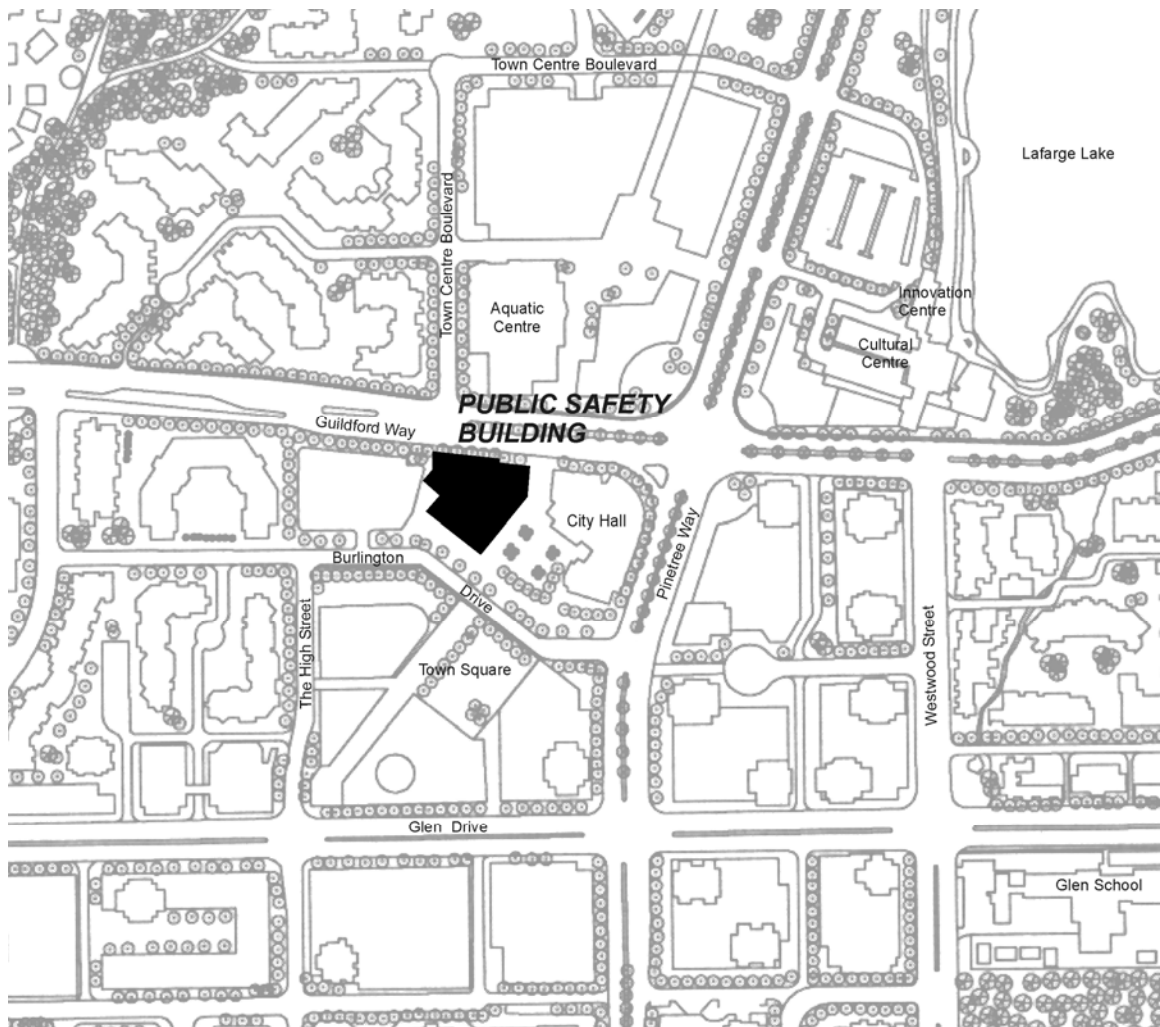 Town Centre Boulevard
Lafarge Lake
Town Centre Boulevard
Innovation
Centre
Aquatic
Centre
Cultural
Centre
PUBLIC SAFETY
BUILDING
Guildford Way
City Hall
Pinetree Way
Burlington
Drive
The High Street
Town Square
Westwood Street
Glen Drive
Glen School